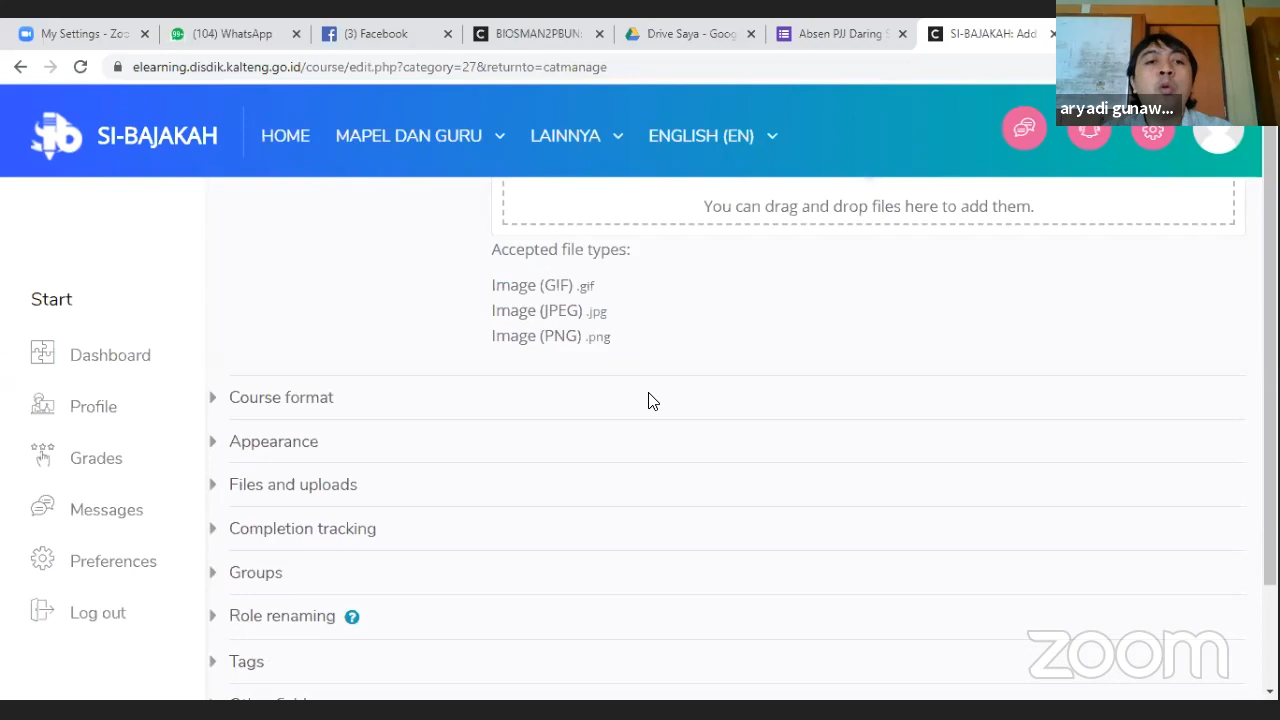 My Settings - Zoo
(104) WhatsApp
(3) Facebook
BIOSMAN2PBUN:
Drive Saya - Goog
Absen PJJ Daring S
SI-BAJAKAH: Add
elearning.disdik.kalteng.go.id/course/edit.php?category=27&returnto=catmanage
aryadi gunaw...
SI-BAJAKAH
HOME
MAPEL DAN GURU
LAINNYA
ENGLISH (EN)
You can drag and drop files here to add them.
Accepted file types:
Image (GIF) .gif
Image (JPEG) .jpg
Image (PNG) .png
Start
Dashboard
Profile
Grades
Messages
Preferences
Log out
Course format
Appearance
Files and uploads
Completion tracking
Groups
Role renaming ?
Tags
zoom